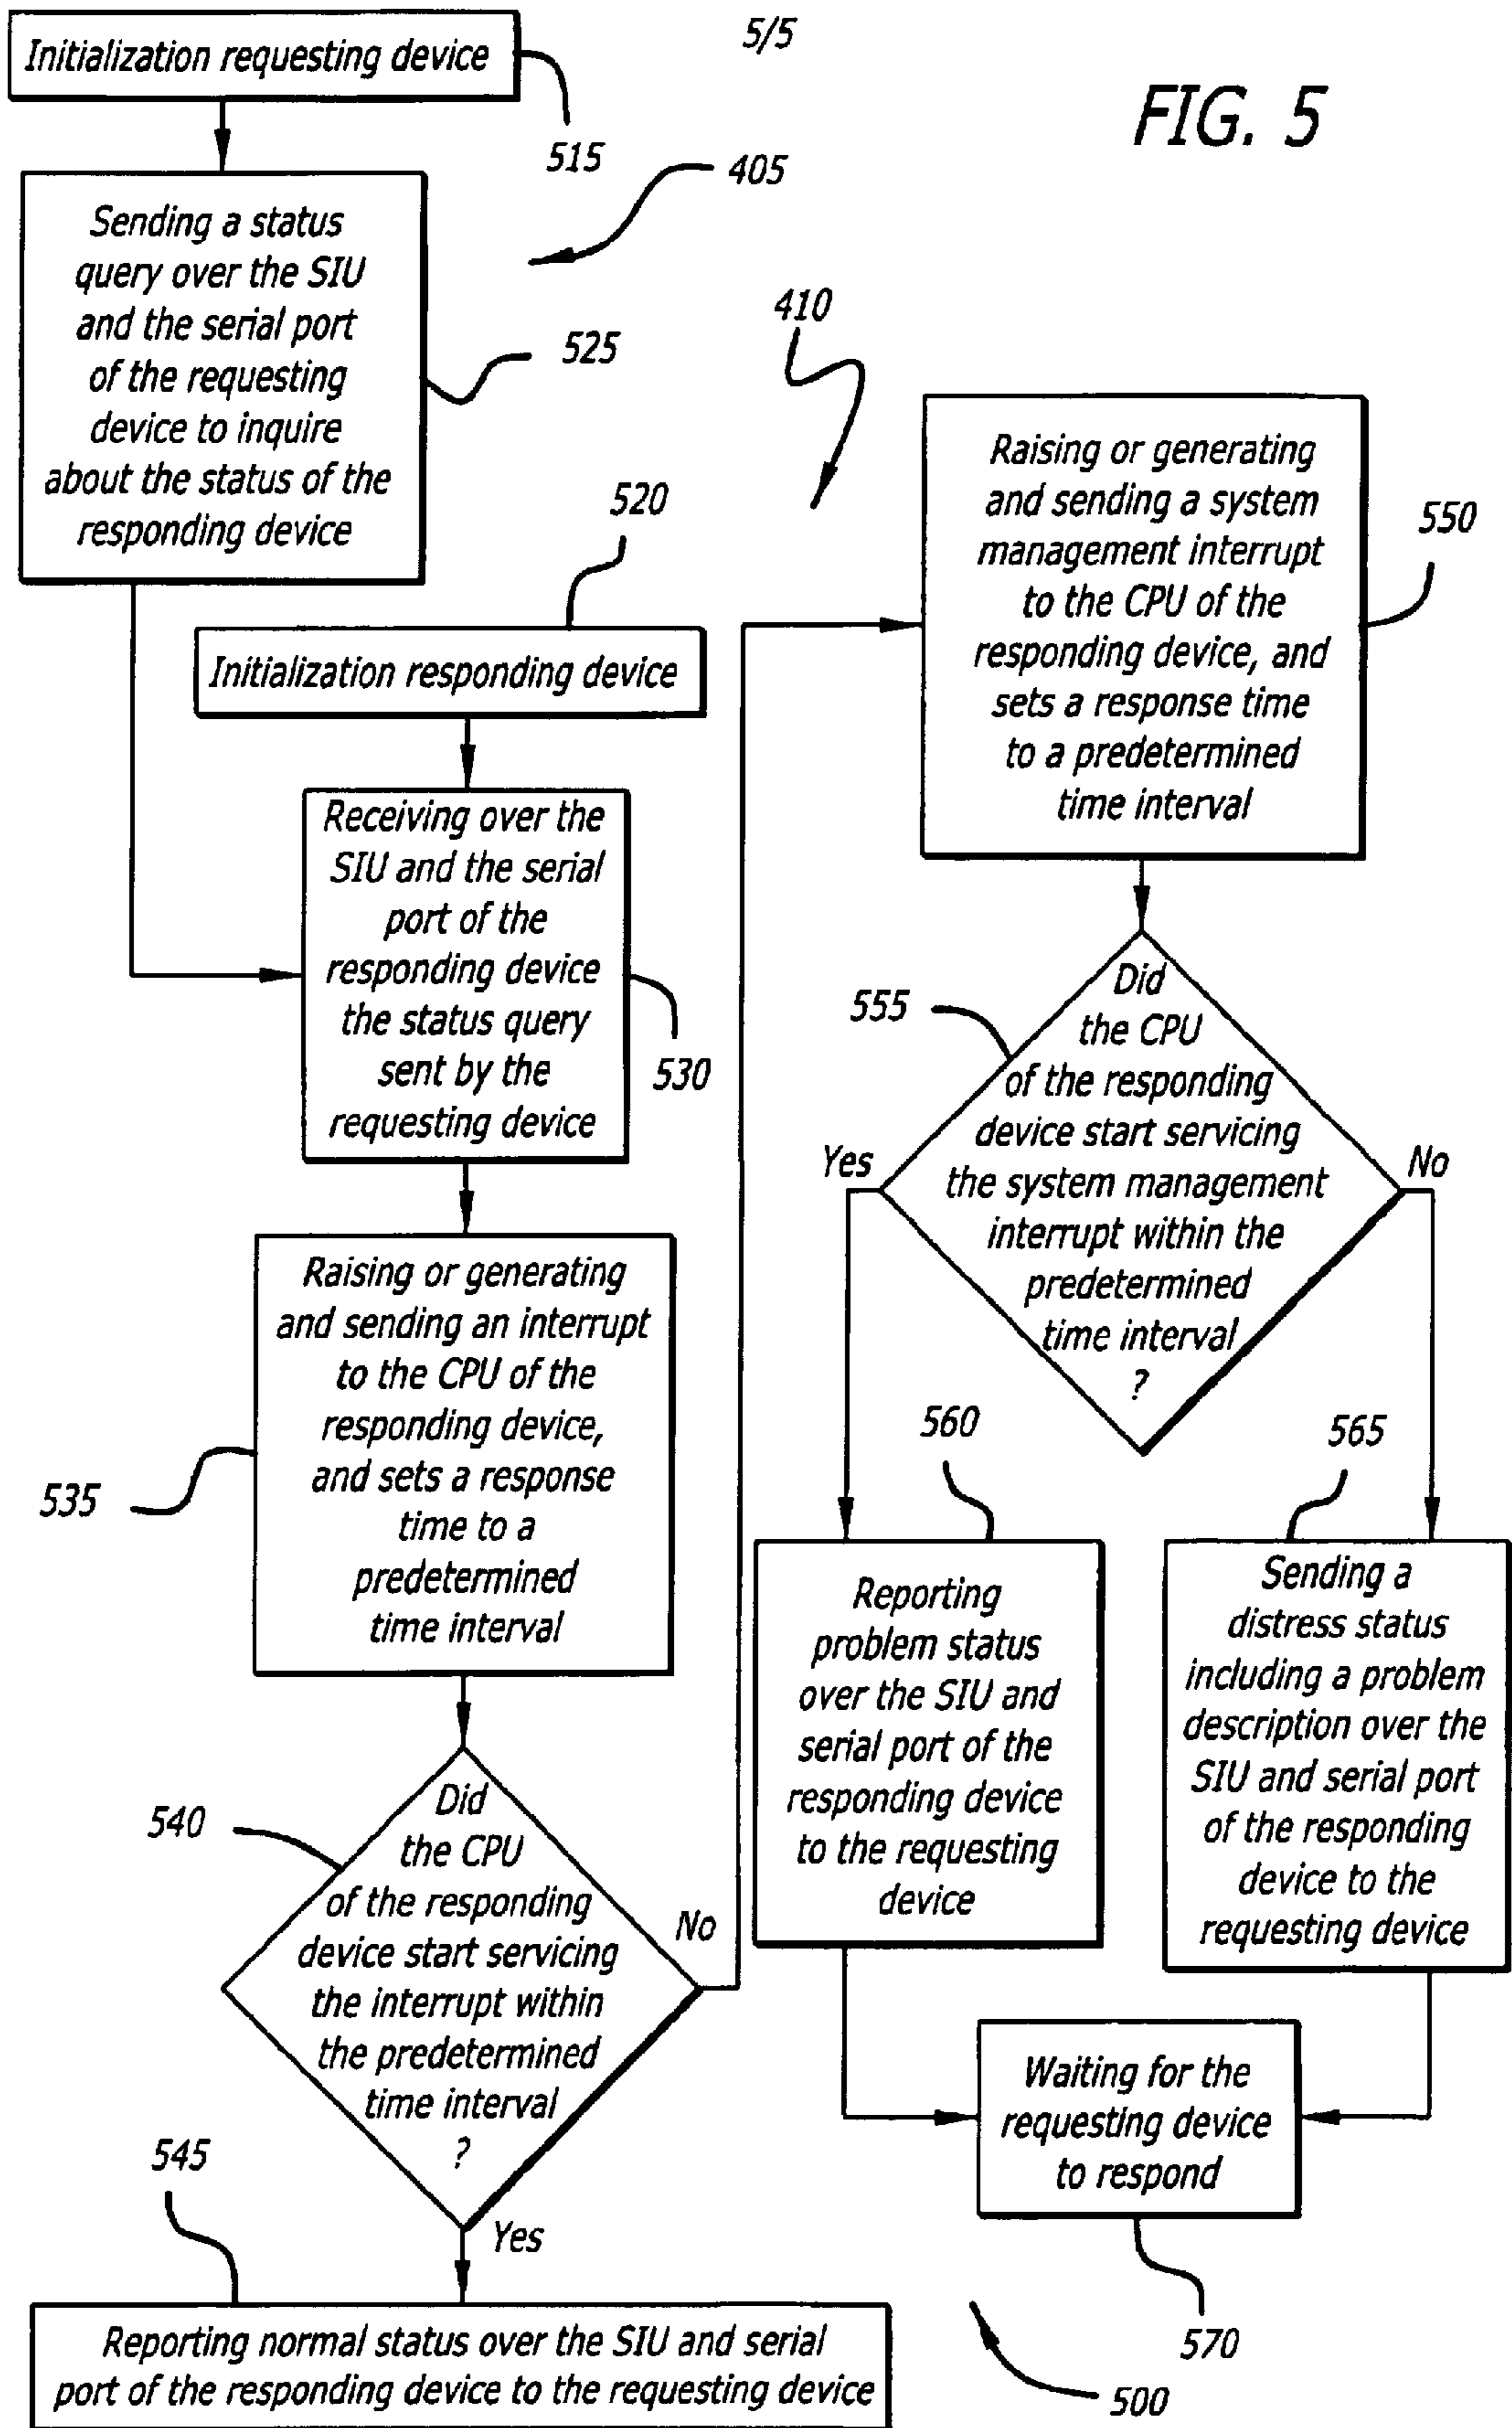 5/5
FIG. 5
Initialization requesting device
515
405
Sending a status
query over the SIU
and the serial port
of the requesting
device to inquire
about the status of the
responding device
525
410
520
Initialization responding device
Receiving over the
SIU and the serial
port of the
responding device
the status query
sent by the
requesting device
530
Raising or generating
and sending an interrupt
to the CPU of the
responding device,
and sets a response
time to a
predetermined
time interval
535
540
Did
the CPU
of the responding
device start servicing
the interrupt within
the predetermined
time interval
?
No
Yes
545
Reporting normal status over the SIU and serial
port of the responding device to the requesting device
Raising or generating
and sending a system
management interrupt
to the CPU of the
responding device, and
sets a response time
to a predetermined
time interval
550
555
Did
the CPU
of the responding
device start servicing
the system management
interrupt within the
predetermined
time interval
?
Yes
No
560
Reporting
problem status
over the SIU and
serial port of the
responding device
to the requesting
device
565
Sending a
distress status
including a problem
description over the
SIU and serial port
of the responding
device to the
requesting device
Waiting for the
requesting device
to respond
570
500